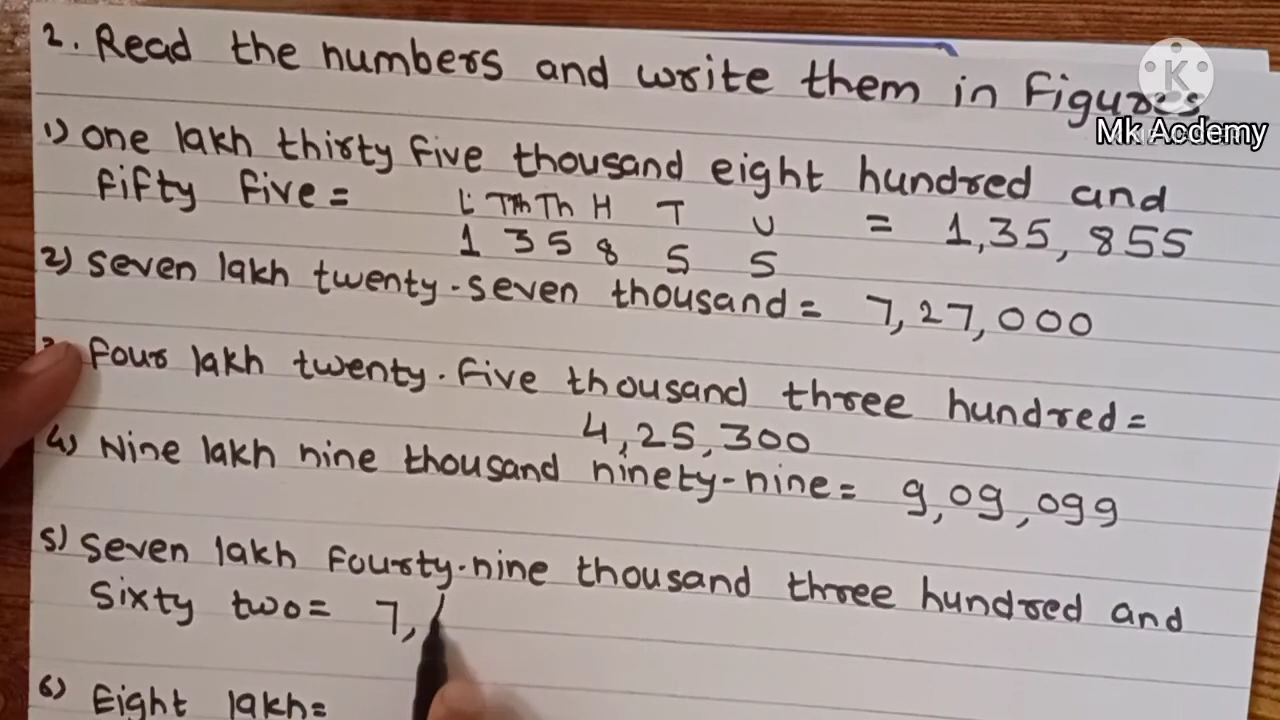 2. Read the numbers and write them in Figures
K
Mk Acdemy
1) one lakh thirty five thousand eight hundred and
fifty five = L TTh Th H T U = 1,35,855
1 3 5 8 5 5
2) seven lakh twenty-seven thousand = 7,27,000
four lakh twenty-five thousand three hundred =
4,25,300
4) Nine lakh nine thousand ninety-nine = 9,09,099
5) seven lakh fourty-nine thousand three hundred and
Sixty two = 7,
6) Eight lakh =